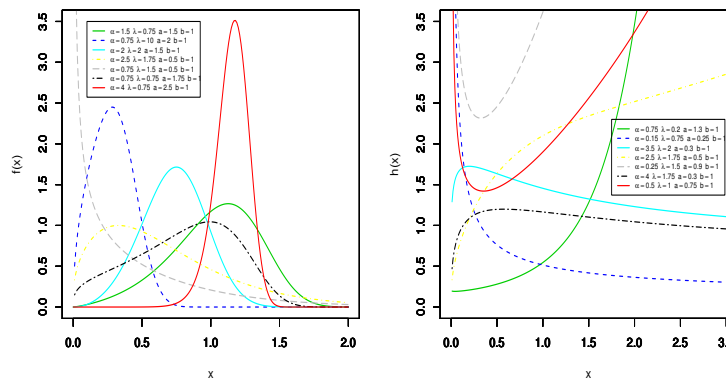 f(x)
3.5
3.0
2.5
2.0
1.5
1.0
0.5
0.0
α=1.5 λ=0.75 a=1.5 b=1
α=0.75 λ=10 a=2 b=1
α=2 λ=2 a=1.5 b=1
α=2.5 λ=1.75 a=0.5 b=1
α=0.75 λ=1.5 a=0.5 b=1
α=0.75 λ=0.75 a=1.75 b=1
α=4 λ=0.75 a=2.5 b=1
0.0 0.5 1.0 1.5 2.0
x
h(x)
3.5
3.0
2.5
2.0
1.5
1.0
0.5
0.0
α=0.75 λ=0.2 a=1.3 b=1
α=0.15 λ=0.75 a=0.25 b=1
α=3.5 λ=2 a=0.3 b=1
α=2.5 λ=1.75 a=0.5 b=1
α=0.25 λ=1.5 a=0.9 b=1
α=4 λ=1.75 a=0.3 b=1
α=0.5 λ=1 a=0.75 b=1
0.0 0.5 1.0 1.5 2.0 2.5 3.0
x